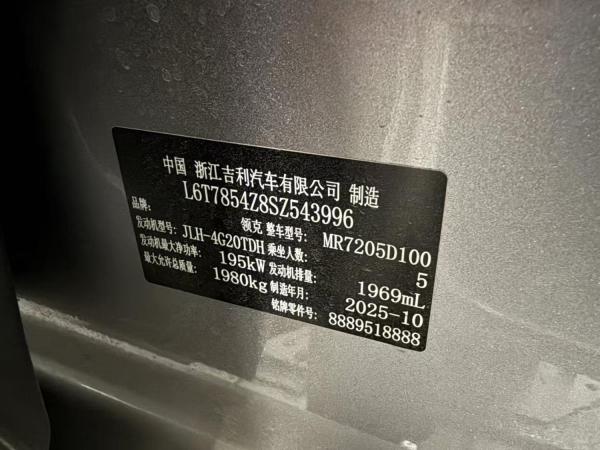 中国 浙江吉利汽车有限公司 制造
L6T7854Z8SZ543996
品牌: 领克 整车型号: MR7205D100
发动机型号: JLH-4G20TDH 乘坐人数: 5
发动机最大净功率: 195kW 发动机排量: 1969mL
最大允许总质量: 1980kg 制造年月: 2025-10
铭牌零件号: 8889518888